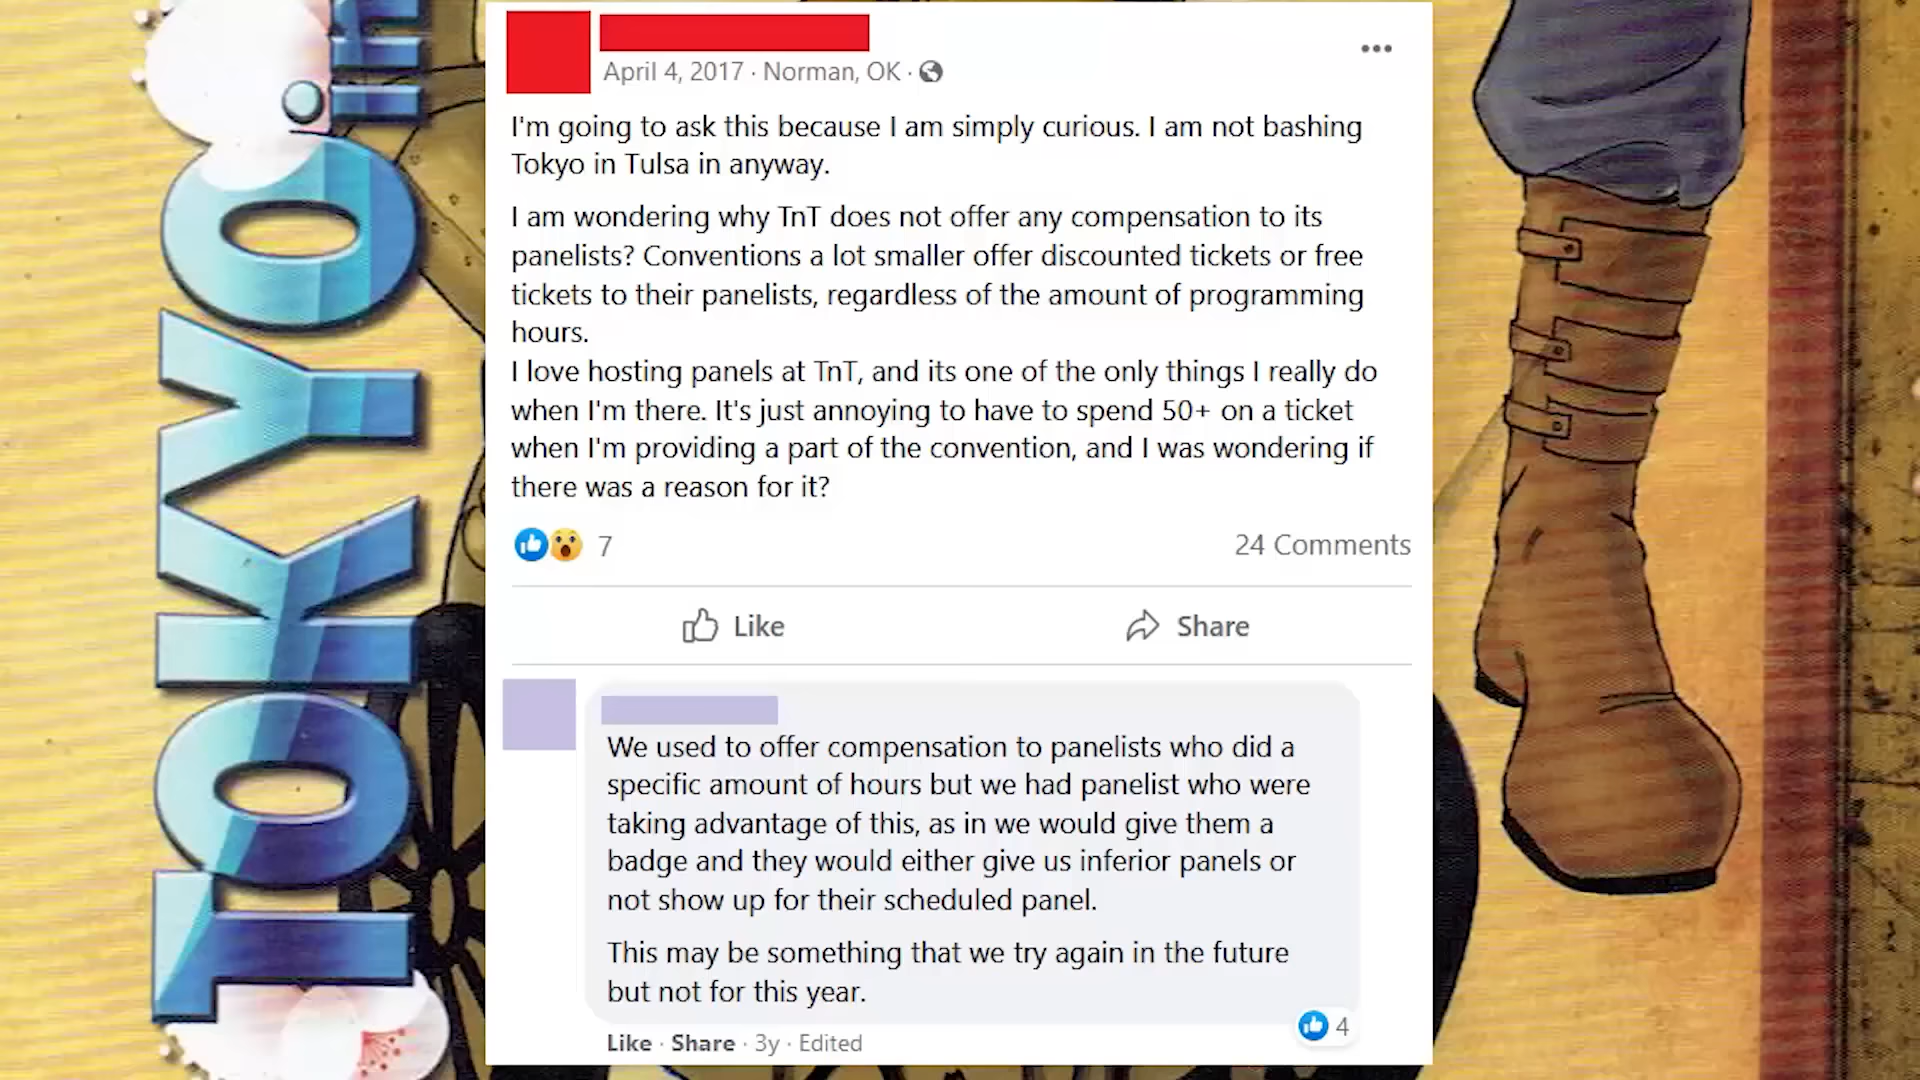 TOKYO
April 4, 2017 · Norman, OK ·
I'm going to ask this because I am simply curious. I am not bashing
Tokyo in Tulsa in anyway.
I am wondering why TnT does not offer any compensation to its
panelists? Conventions a lot smaller offer discounted tickets or free
tickets to their panelists, regardless of the amount of programming
hours.
I love hosting panels at TnT, and its one of the only things I really do
when I'm there. It's just annoying to have to spend 50+ on a ticket
when I'm providing a part of the convention, and I was wondering if
there was a reason for it?
7
24 Comments
Like
Share
We used to offer compensation to panelists who did a
specific amount of hours but we had panelist who were
taking advantage of this, as in we would give them a
badge and they would either give us inferior panels or
not show up for their scheduled panel.
This may be something that we try again in the future
but not for this year.
4
Like · Share · 3y · Edited